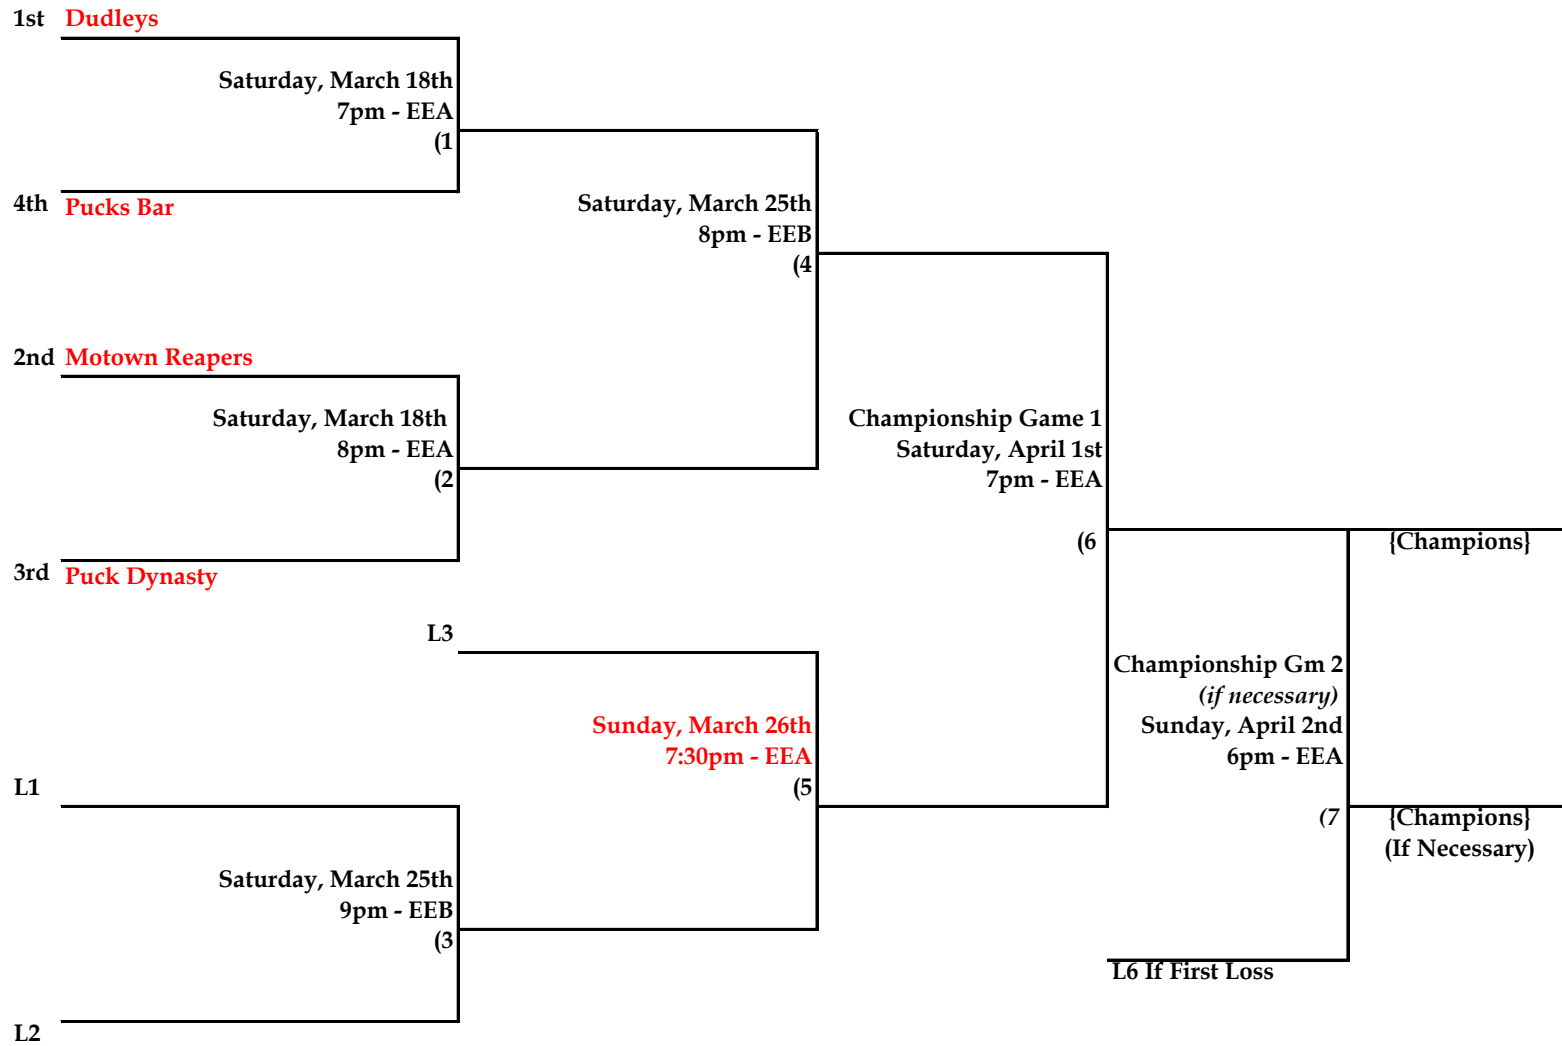 1st Dudleys
Saturday, March 18th
7pm - EEA
(1
4th Pucks Bar
Saturday, March 25th
8pm - EEB
(4
2nd Motown Reapers
Saturday, March 18th
8pm - EEA
(2
3rd Puck Dynasty
Championship Game 1
Saturday, April 1st
7pm - EEA
(6
{Champions}
L3
Sunday, March 26th
7:30pm - EEA
(5
Championship Gm 2
(if necessary)
Sunday, April 2nd
6pm - EEA
(7
{Champions}
(If Necessary)
L1
Saturday, March 25th
9pm - EEB
(3
L6 If First Loss
L2